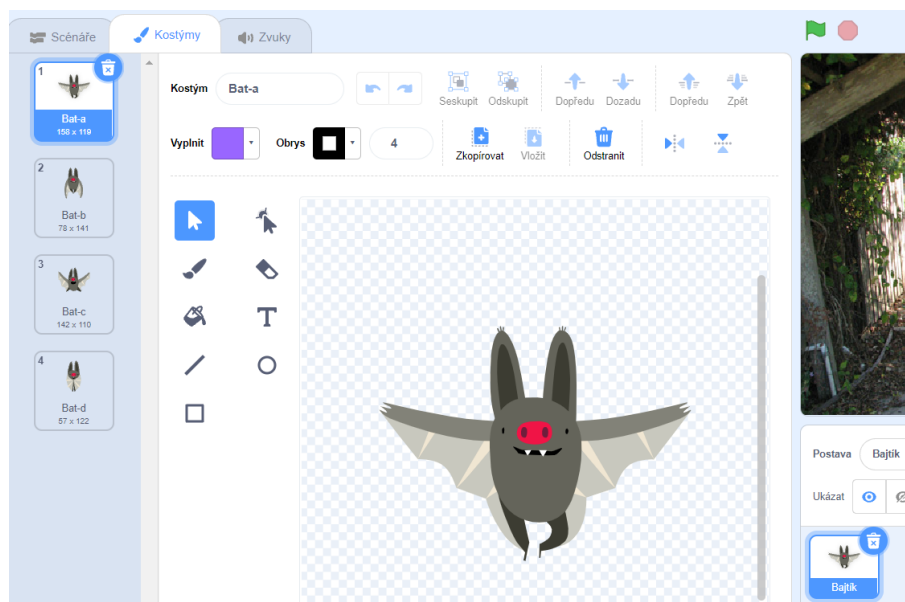 Scénáře
Kostýmy
Zvuky
1
Bat-a
158 x 119
2
Bat-b
78 x 141
3
Bat-c
142 x 110
4
Bat-d
57 x 122
Kostým
Bat-a
Seskupit
Odskupit
Dopředu
Dozadu
Dopředu
Zpět
Vyplnit
Obrys
4
Zkopírovat
Vložit
Odstranit
T
Postava
Bajtík
Ukázat
Bajtík